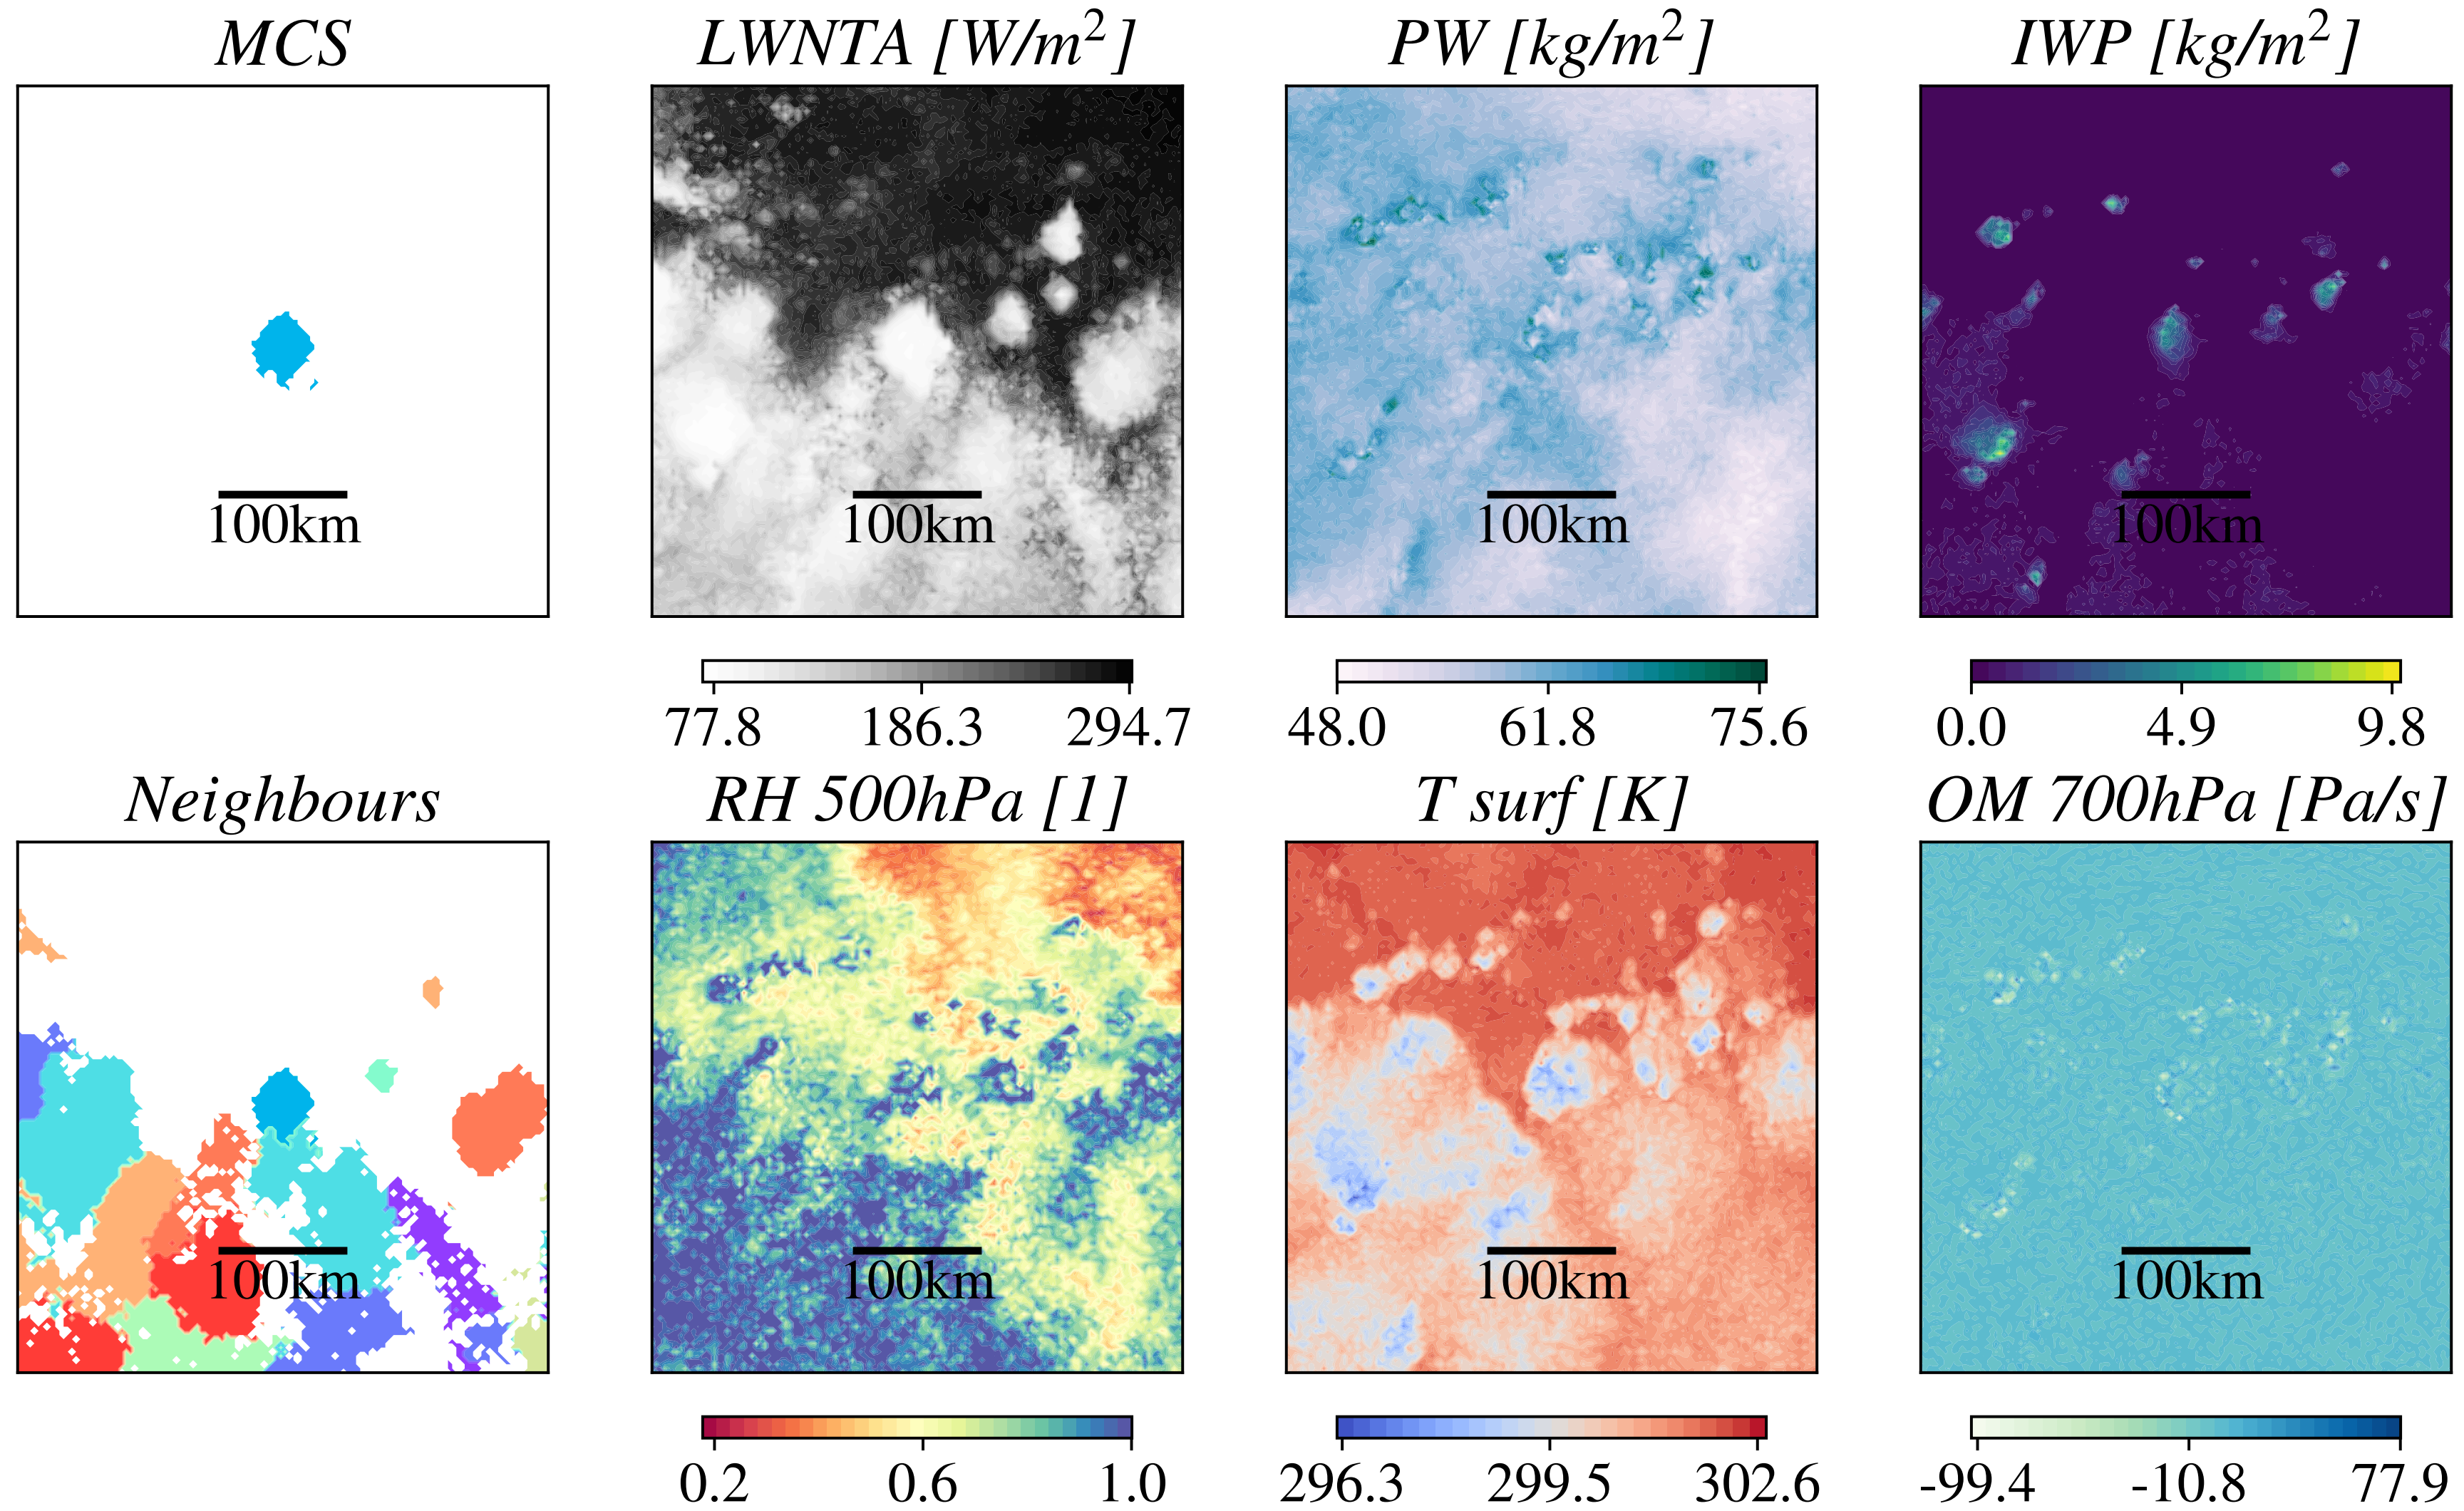 MCS
LWNTA [W/m²]
PW [kg/m²]
IWP [kg/m²]
100km
100km
100km
100km
77.8 186.3 294.7
48.0 61.8 75.6
0.0 4.9 9.8
Neighbours
RH 500hPa [1]
T surf [K]
OM 700hPa [Pa/s]
100km
100km
100km
100km
0.2 0.6 1.0
296.3 299.5 302.6
-99.4 -10.8 77.9